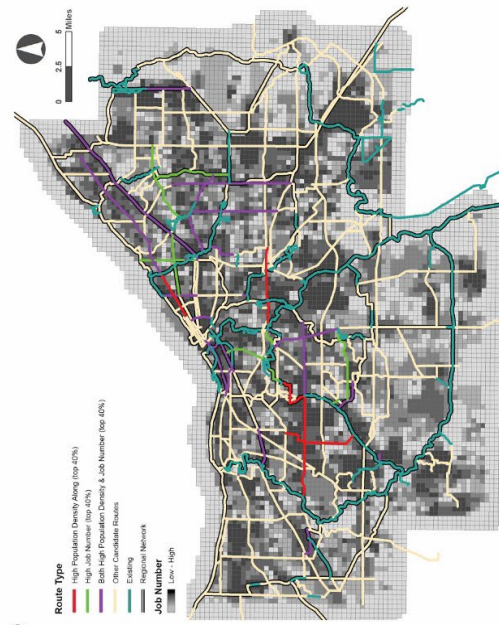 Miles
0 2.5 5
Route Type
High Population Density Along (top 40%)
High Job Number (top 40%)
Both High Population Density & Job Number (top 40%)
Other Candidate Routes
Existing
Regional Network
Job Number
Low - High